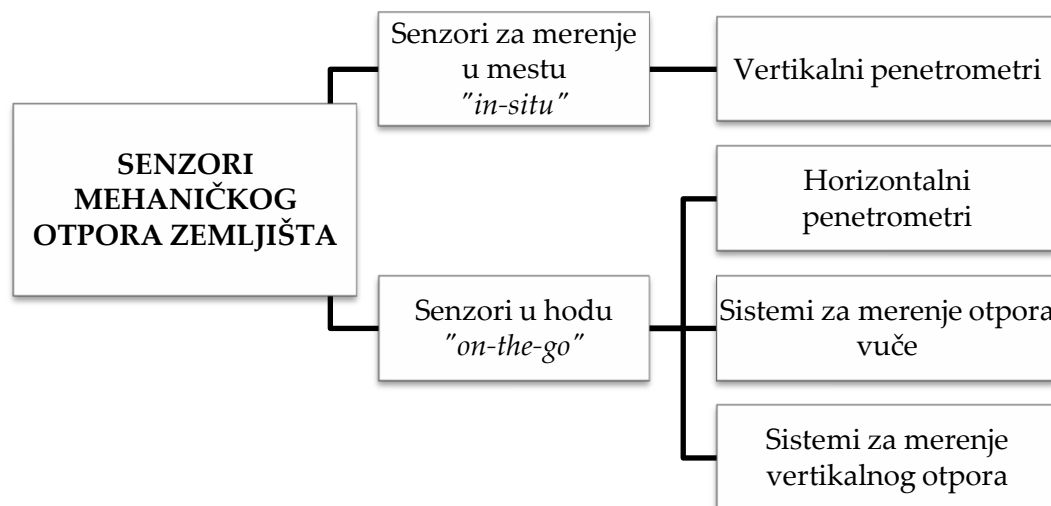 SENZORI
MEHANIČKOG
OTPORA ZEMLJIŠTA
Senzori za merenje
u mestu
"in-situ"
Vertikalni penetrometri
Senzori u hodu
"on-the-go"
Horizontalni
penetrometri
Sistemi za merenje otpora
vuče
Sistemi za merenje
vertikalnog otpora